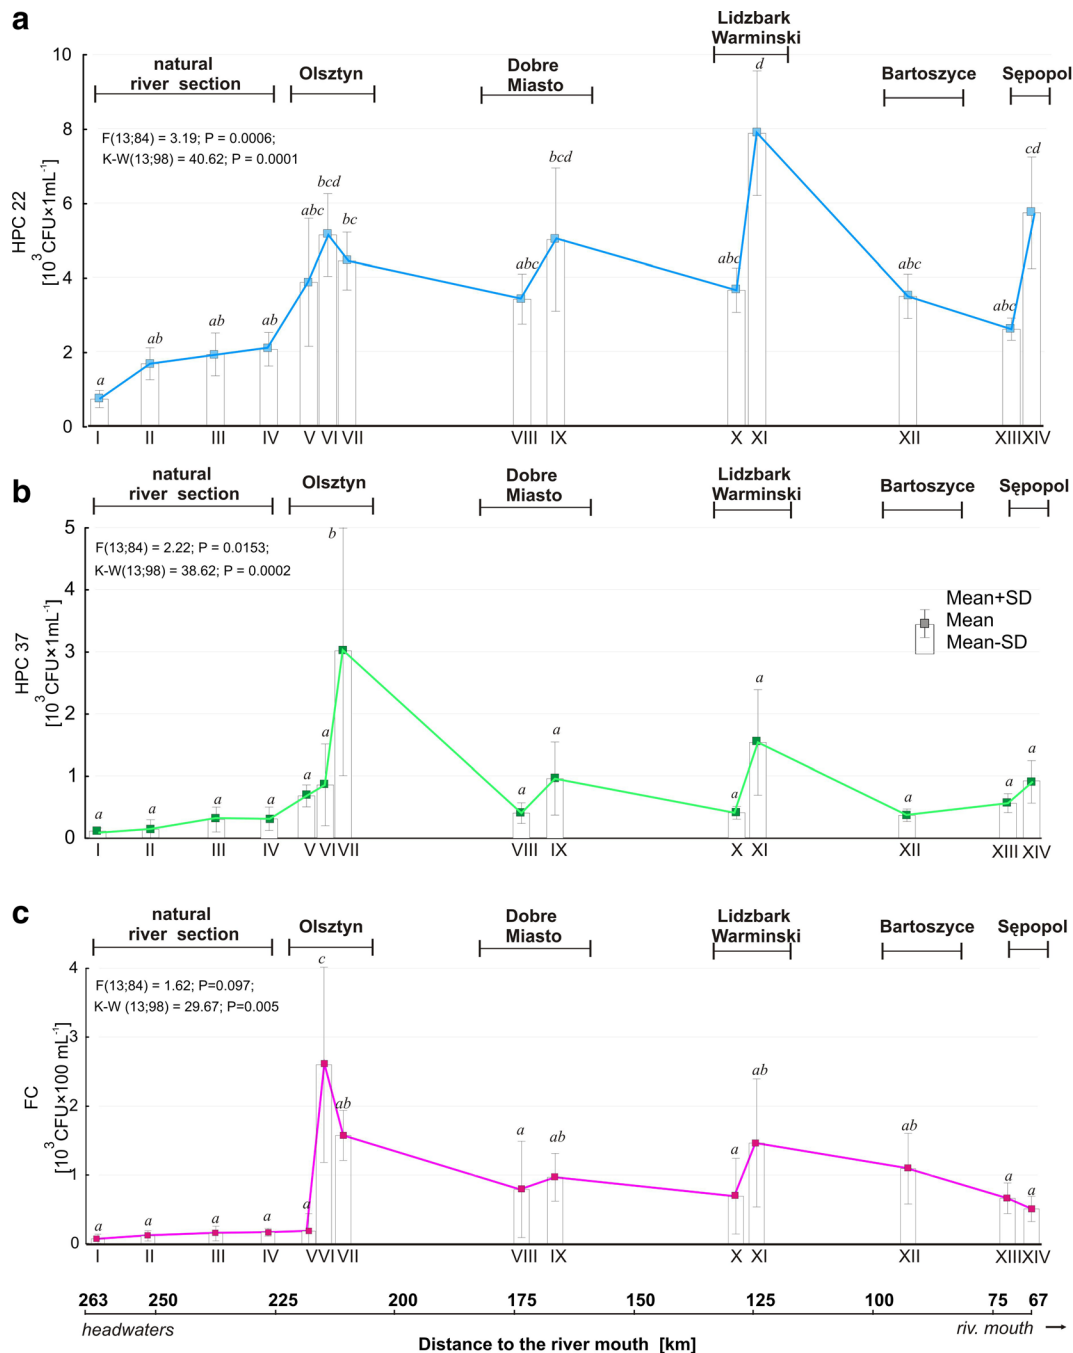 a
Lidzbark
Warminski
natural
river section
Olsztyn
Dobre
Miasto
Bartoszyce
Sępopol
HPC 22
[10³CFU×1mL⁻¹]
10
8
6
4
2
0
F(13;84) = 3.19; P = 0.0006;
K-W(13;98) = 40.62; P = 0.0001
a
ab
ab
ab
abc
bcd
bc
abc
bcd
abc
d
abc
abc
cd
I II III IV V VI VII VIII IX X XI XII XIII XIV
b
natural
river section
Olsztyn
Dobre
Miasto
Lidzbark
Warminski
Bartoszyce
Sępopol
HPC 37
[10³CFU×1mL⁻¹]
5
4
3
2
1
0
F(13;84) = 2.22; P = 0.0153;
K-W(13;98) = 38.62; P = 0.0002
Mean+SD
Mean
Mean-SD
a
a
a
a
a
a
b
a
a
a
a
a
a
a
I II III IV V VI VII VIII IX X XI XII XIII XIV
c
natural
river section
Olsztyn
Dobre
Miasto
Lidzbark
Warminski
Bartoszyce
Sępopol
FC
[10³CFU×100 mL⁻¹]
4
3
2
1
0
F(13;84) = 1.62; P=0.097;
K-W (13;98) = 29.67; P=0.005
a
a
a
a
a
c
ab
a
ab
a
ab
ab
a
a
I II III IV V VI VII VIII IX X XI XII XIII XIV
263 250 225 200 175 150 125 100 75 67
headwaters
riv. mouth →
Distance to the river mouth [km]